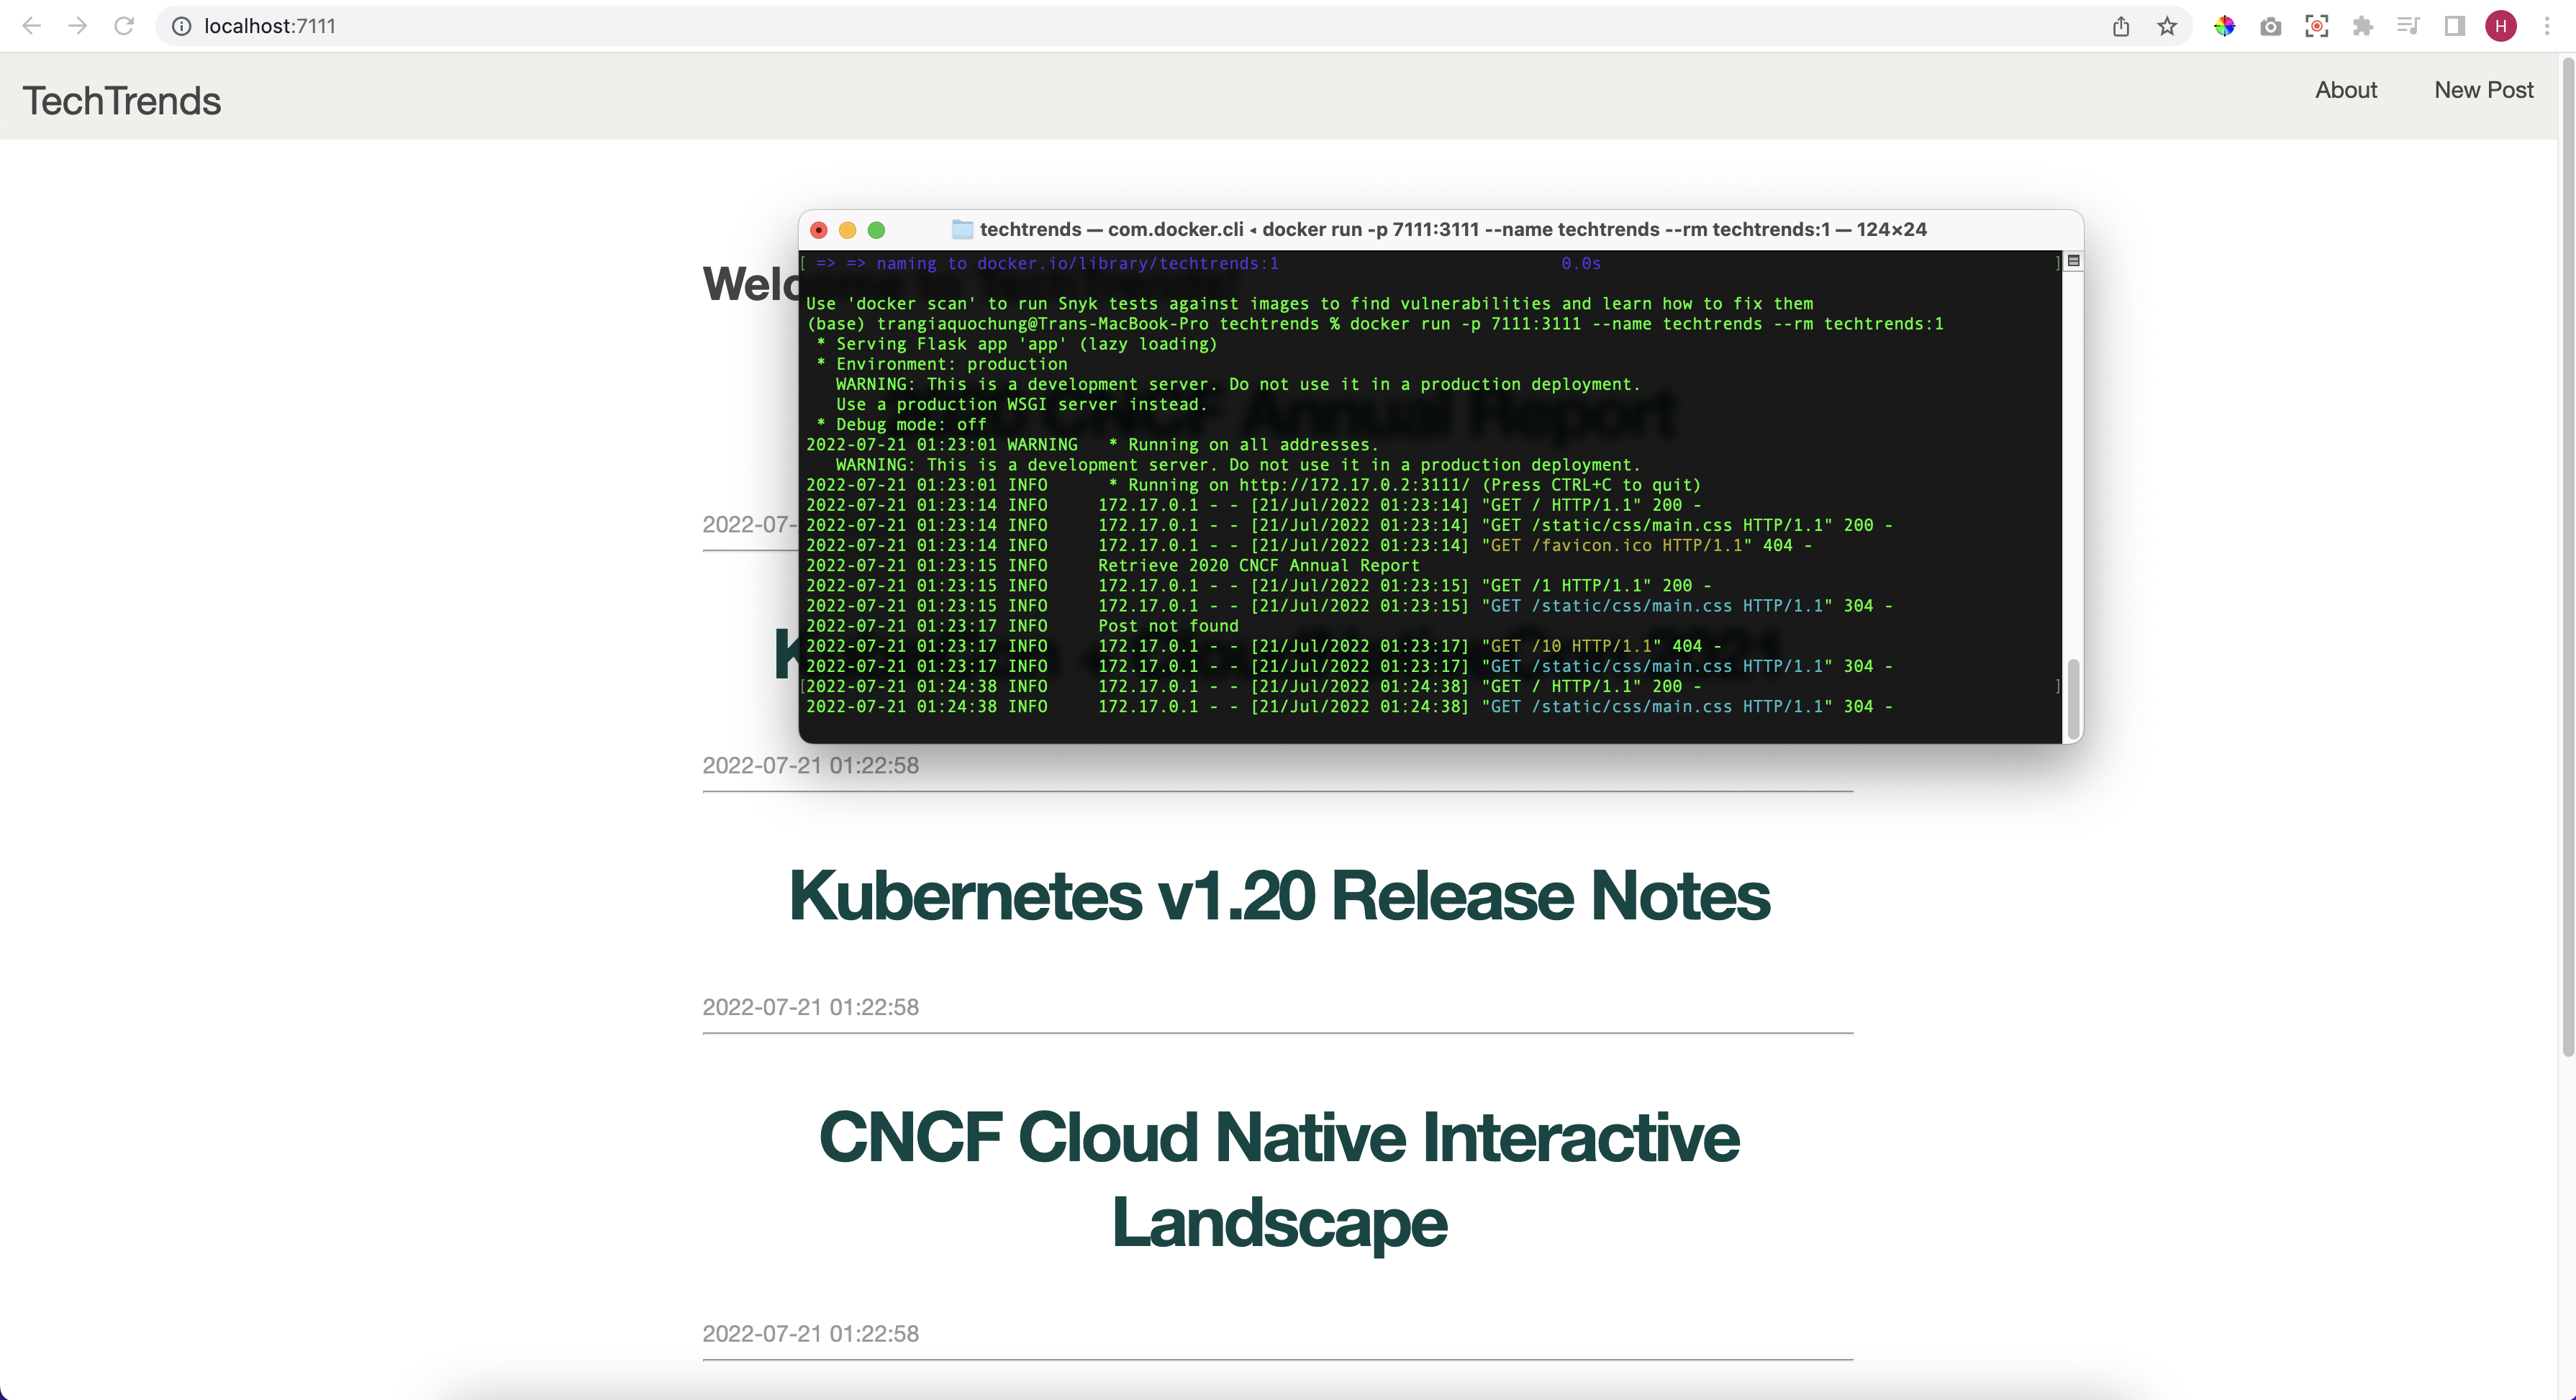 localhost:7111
H
TechTrends
About
New Post
techtrends — com.docker.cli ◂ docker run -p 7111:3111 --name techtrends --rm techtrends:1 — 124×24
[ => => naming to docker.io/library/techtrends:1 0.0s ]
Use 'docker scan' to run Snyk tests against images to find vulnerabilities and learn how to fix them
(base) trangiaquochung@Trans-MacBook-Pro techtrends % docker run -p 7111:3111 --name techtrends --rm techtrends:1
* Serving Flask app 'app' (lazy loading)
* Environment: production
WARNING: This is a development server. Do not use it in a production deployment.
Use a production WSGI server instead.
* Debug mode: off
2022-07-21 01:23:01 WARNING * Running on all addresses.
WARNING: This is a development server. Do not use it in a production deployment.
2022-07-21 01:23:01 INFO * Running on http://172.17.0.2:3111/ (Press CTRL+C to quit)
2022-07-21 01:23:14 INFO 172.17.0.1 - - [21/Jul/2022 01:23:14] "GET / HTTP/1.1" 200 -
2022-07-21 01:23:14 INFO 172.17.0.1 - - [21/Jul/2022 01:23:14] "GET /static/css/main.css HTTP/1.1" 200 -
2022-07-21 01:23:14 INFO 172.17.0.1 - - [21/Jul/2022 01:23:14] "GET /favicon.ico HTTP/1.1" 404 -
2022-07-21 01:23:15 INFO Retrieve 2020 CNCF Annual Report
2022-07-21 01:23:15 INFO 172.17.0.1 - - [21/Jul/2022 01:23:15] "GET /1 HTTP/1.1" 200 -
2022-07-21 01:23:15 INFO 172.17.0.1 - - [21/Jul/2022 01:23:15] "GET /static/css/main.css HTTP/1.1" 304 -
2022-07-21 01:23:17 INFO Post not found
2022-07-21 01:23:17 INFO 172.17.0.1 - - [21/Jul/2022 01:23:17] "GET /10 HTTP/1.1" 404 -
2022-07-21 01:23:17 INFO 172.17.0.1 - - [21/Jul/2022 01:23:17] "GET /static/css/main.css HTTP/1.1" 304 -
[2022-07-21 01:24:38 INFO 172.17.0.1 - - [21/Jul/2022 01:24:38] "GET / HTTP/1.1" 200 - ]
2022-07-21 01:24:38 INFO 172.17.0.1 - - [21/Jul/2022 01:24:38] "GET /static/css/main.css HTTP/1.1" 304 -
Welc
CNCF Annual Report
2022-07-
K
2022-07-21 01:22:58
Kubernetes v1.20 Release Notes
2022-07-21 01:22:58
CNCF Cloud Native Interactive
Landscape
2022-07-21 01:22:58